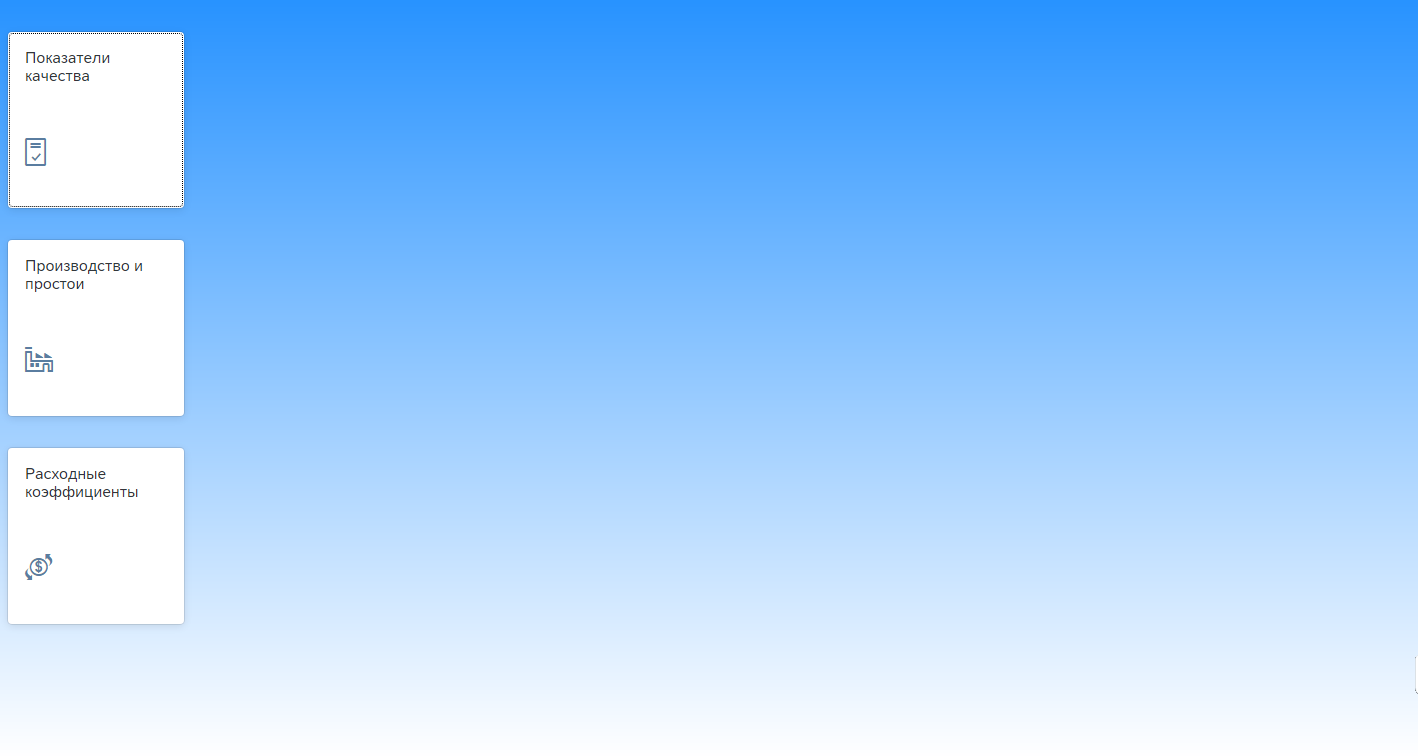 Показатели
качества
Производство и
простои
Расходные
коэффициенты
$